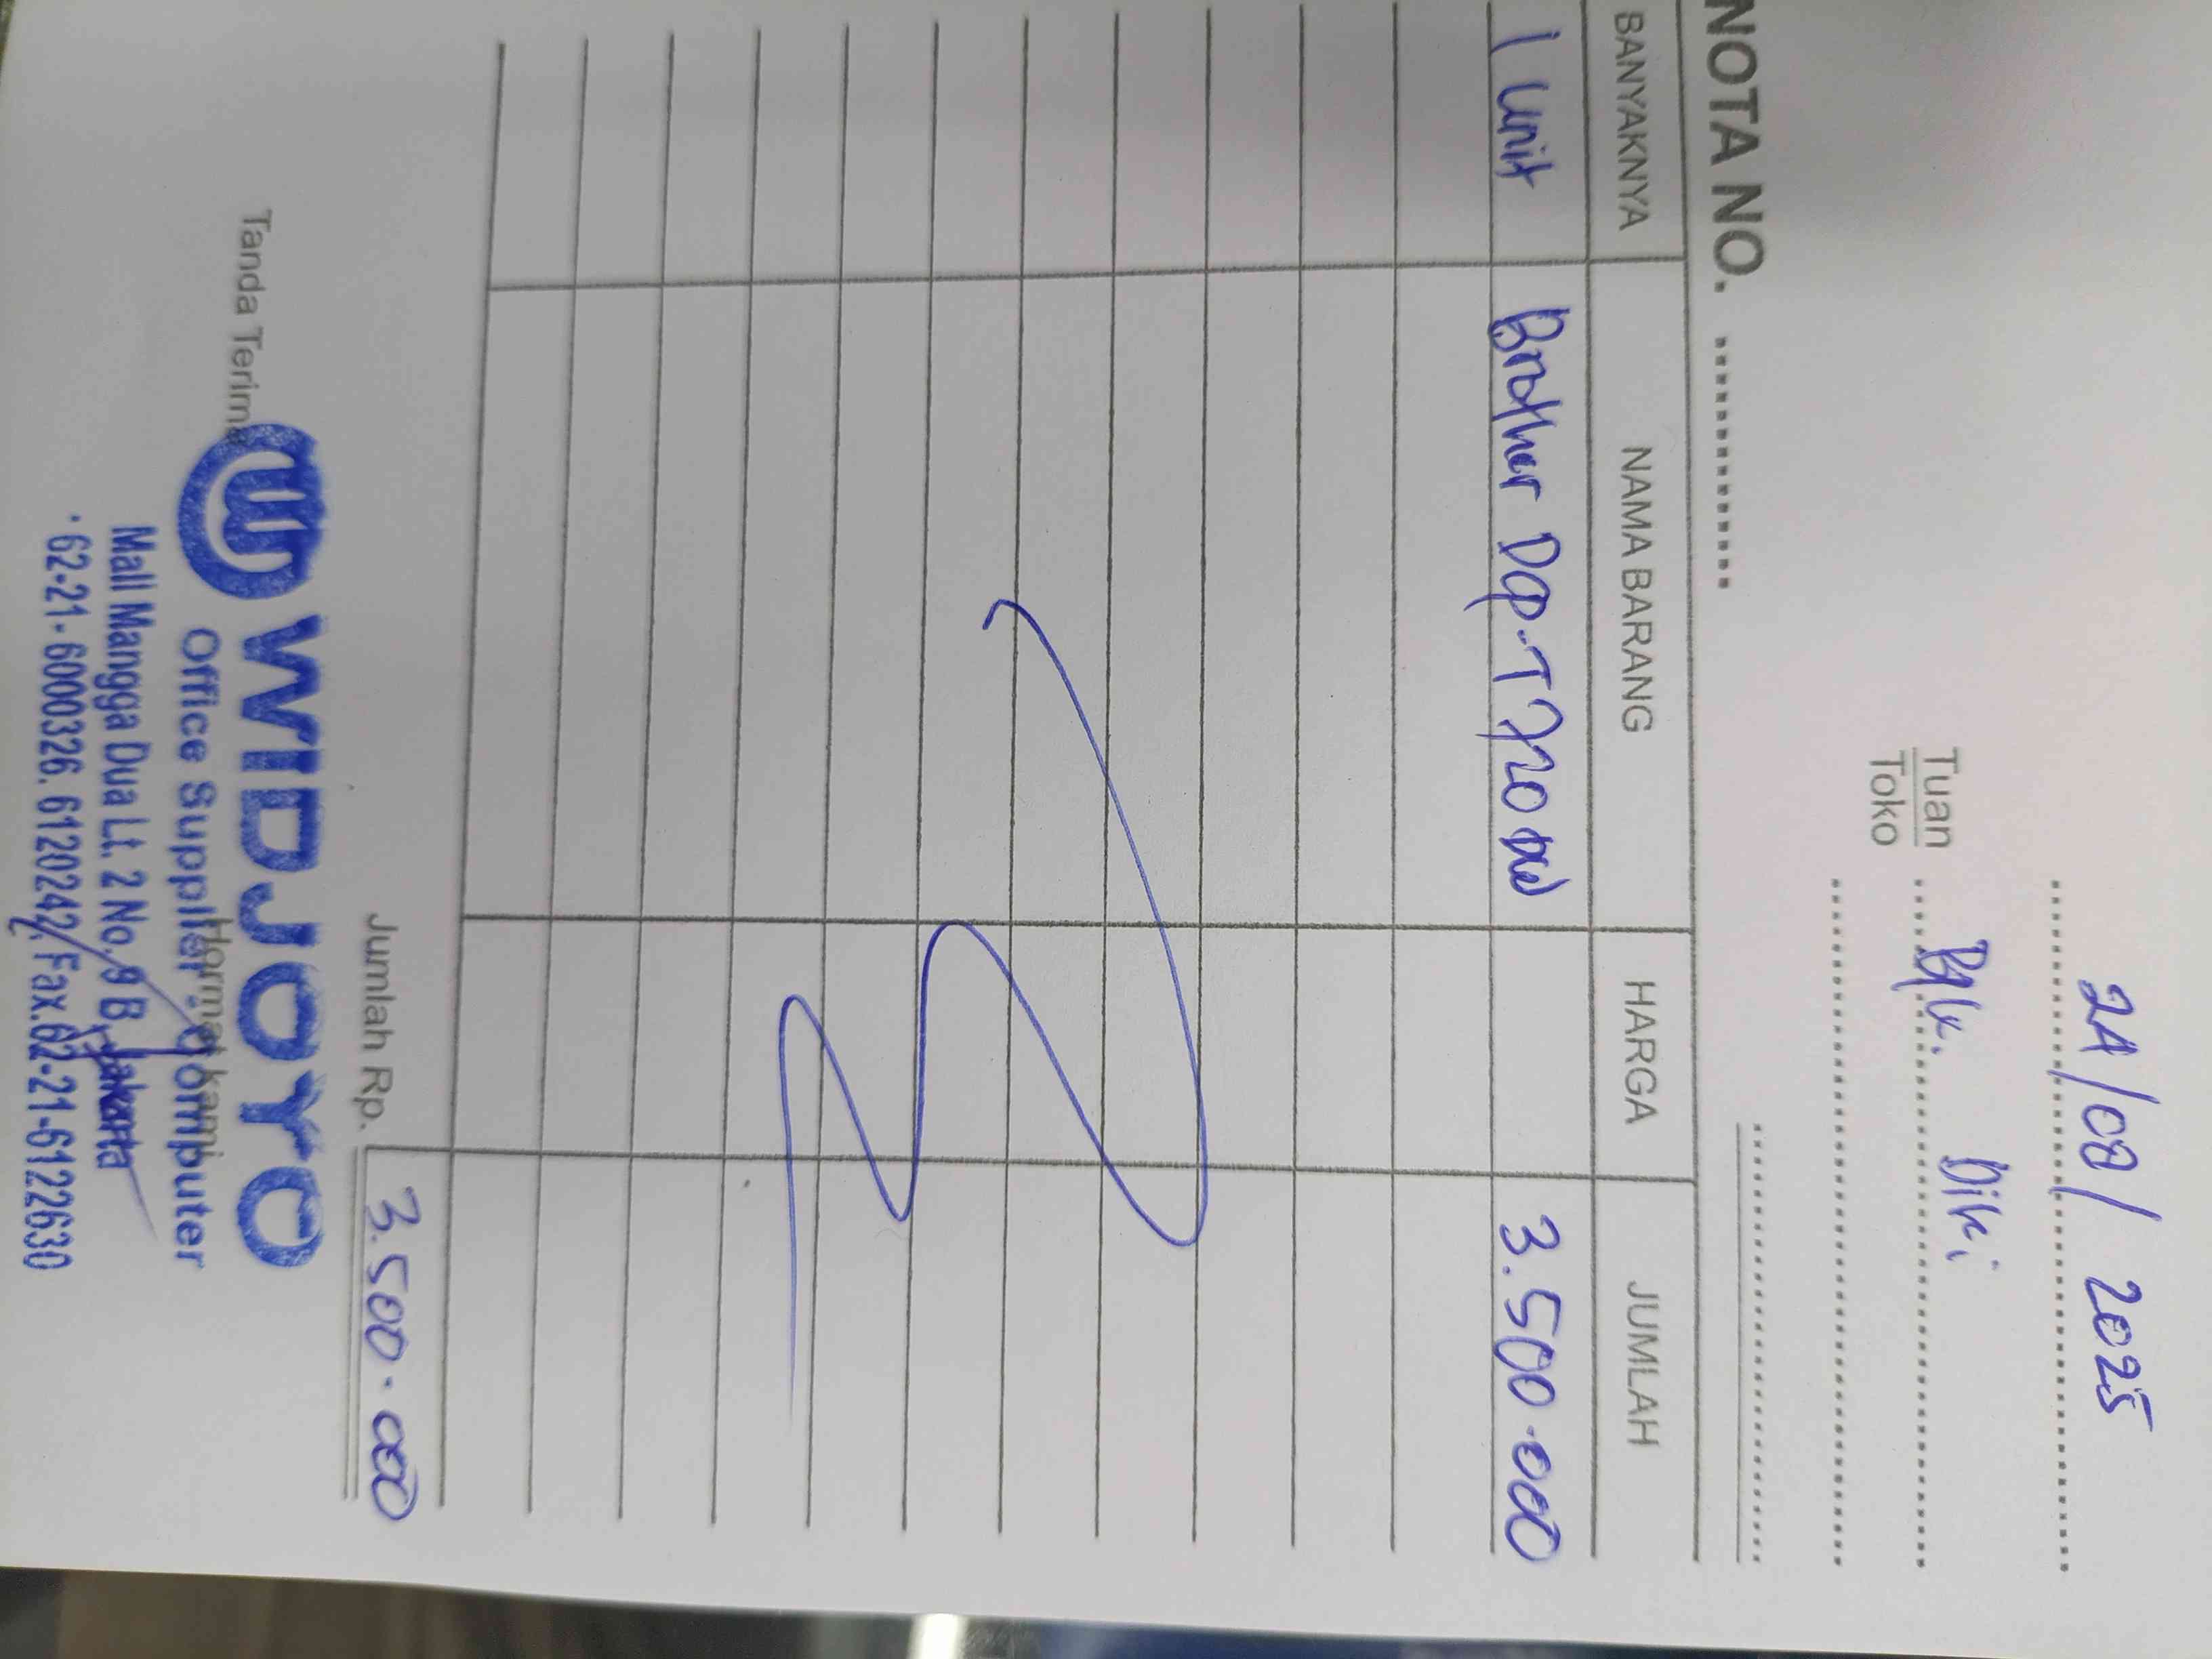 24/08/2025
Tuan Bpk. Diki
Toko
NOTA NO.
BANYAKNYA NAMA BARANG HARGA JUMLAH
1 Unit Brother Dcp-T720dw 3.500.000
Jumlah Rp. 3.500.000
Tanda Terima Hormat kami
WIDJOYO
Office Supplier, Computer
Mall Mangga Dua Lt. 2 No. 9 B, Jakarta
62-21-6000326. 6120242, Fax.62-21-6122630